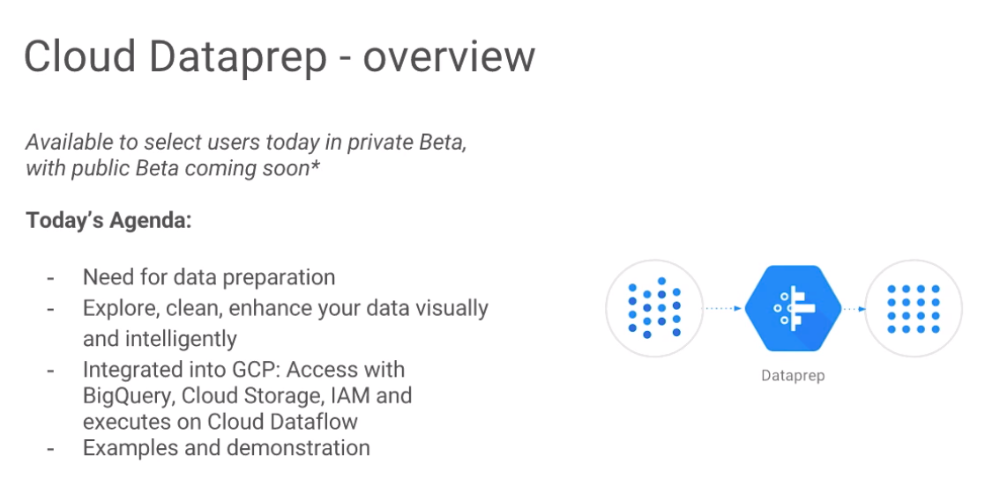 Cloud Dataprep - overview
Available to select users today in private Beta,
with public Beta coming soon*
Today’s Agenda:
- Need for data preparation
- Explore, clean, enhance your data visually
and intelligently
- Integrated into GCP: Access with
BigQuery, Cloud Storage, IAM and
executes on Cloud Dataflow
- Examples and demonstration
Dataprep